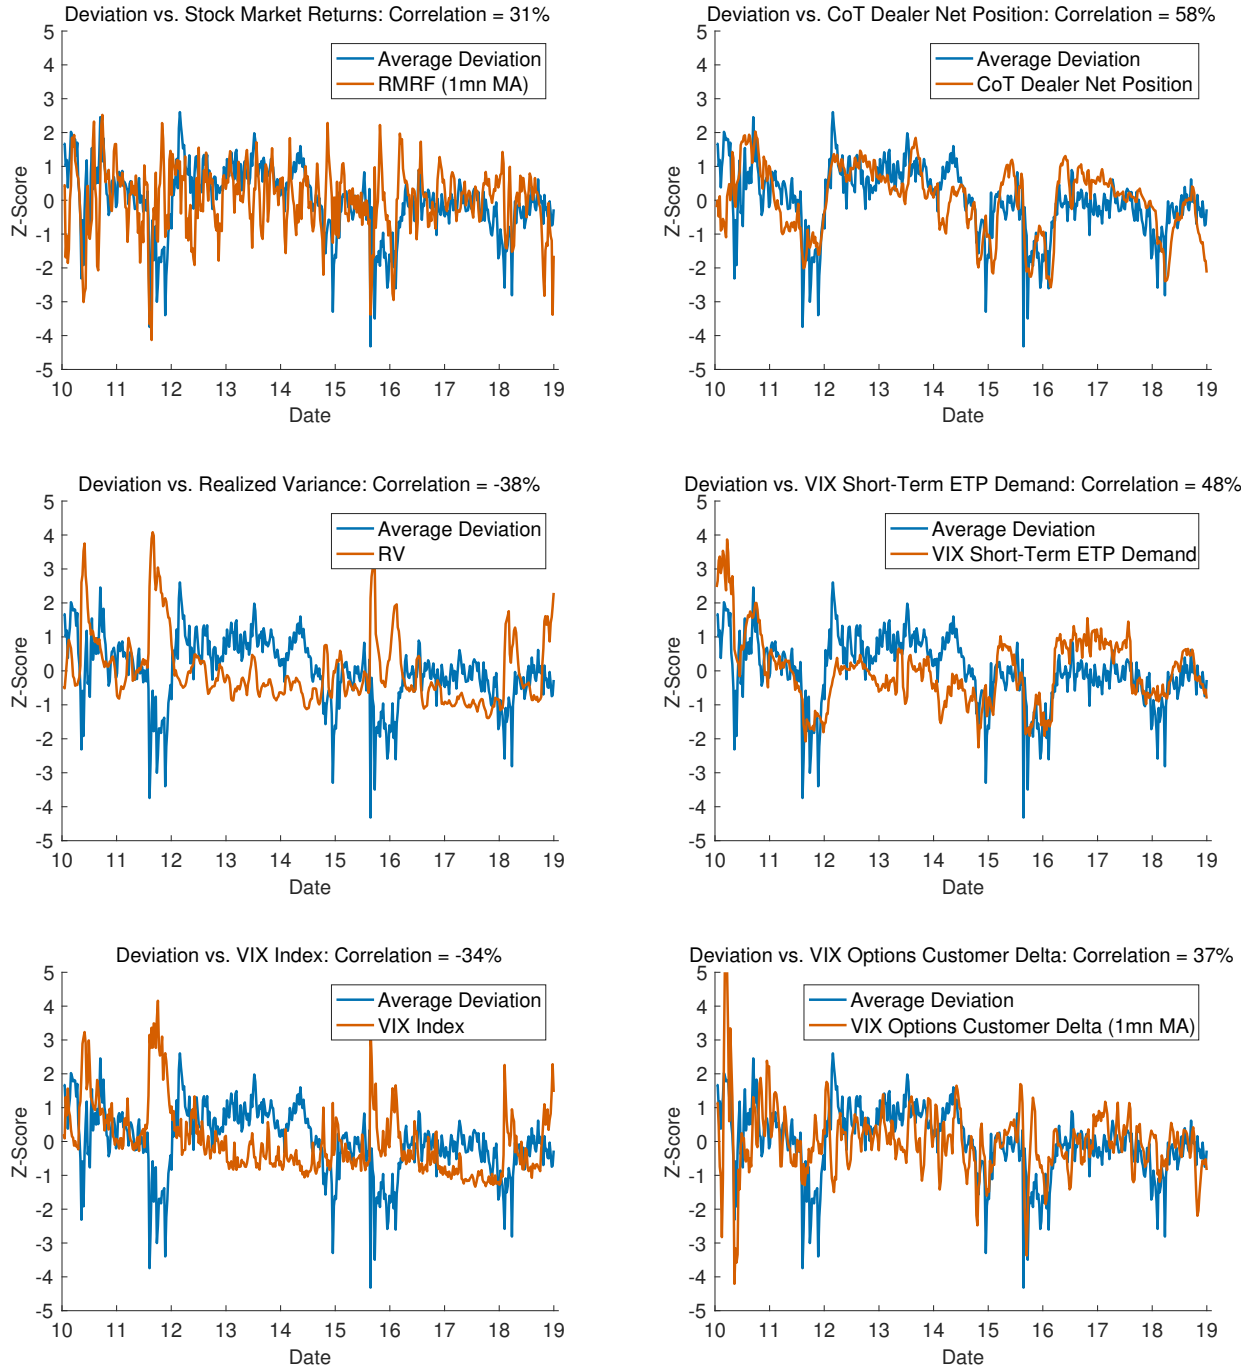 Deviation vs. Stock Market Returns: Correlation = 31%
5
4
3
2
1
0
-1
-2
-3
-4
-5
Z-Score
Average Deviation
RMRF (1mn MA)
10 11 12 13 14 15 16 17 18 19
Date
Deviation vs. CoT Dealer Net Position: Correlation = 58%
5
4
3
2
1
0
-1
-2
-3
-4
-5
Z-Score
Average Deviation
CoT Dealer Net Position
10 11 12 13 14 15 16 17 18 19
Date
Deviation vs. Realized Variance: Correlation = -38%
5
4
3
2
1
0
-1
-2
-3
-4
-5
Z-Score
Average Deviation
RV
10 11 12 13 14 15 16 17 18 19
Date
Deviation vs. VIX Short-Term ETP Demand: Correlation = 48%
5
4
3
2
1
0
-1
-2
-3
-4
-5
Z-Score
Average Deviation
VIX Short-Term ETP Demand
10 11 12 13 14 15 16 17 18 19
Date
Deviation vs. VIX Index: Correlation = -34%
5
4
3
2
1
0
-1
-2
-3
-4
-5
Z-Score
Average Deviation
VIX Index
10 11 12 13 14 15 16 17 18 19
Date
Deviation vs. VIX Options Customer Delta: Correlation = 37%
5
4
3
2
1
0
-1
-2
-3
-4
-5
Z-Score
Average Deviation
VIX Options Customer Delta (1mn MA)
10 11 12 13 14 15 16 17 18 19
Date